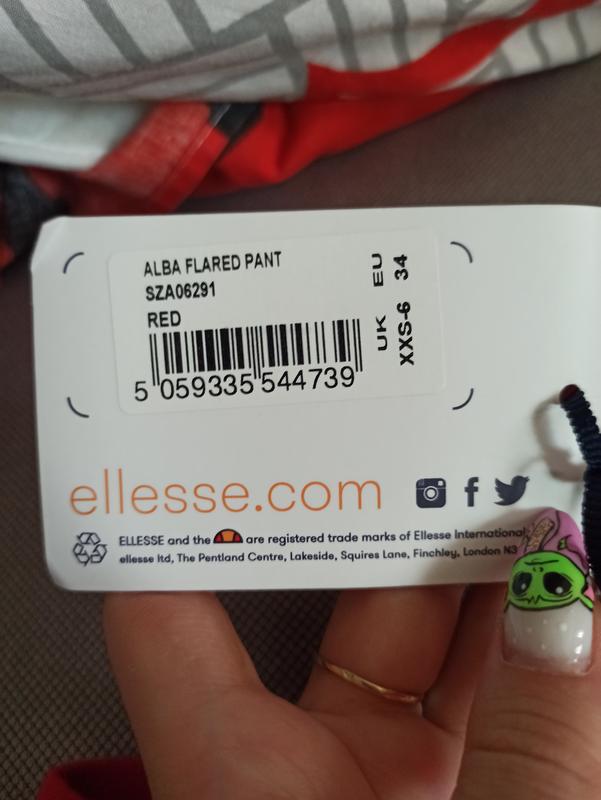 ALBA FLARED PANT
SZA06291
RED
5 059335 544739
UK EU
XXS-6 34
ellesse.com
ELLESSE and the are registered trade marks of Ellesse International
ellesse ltd, The Pentland Centre, Lakeside, Squires Lane, Finchley, London N3